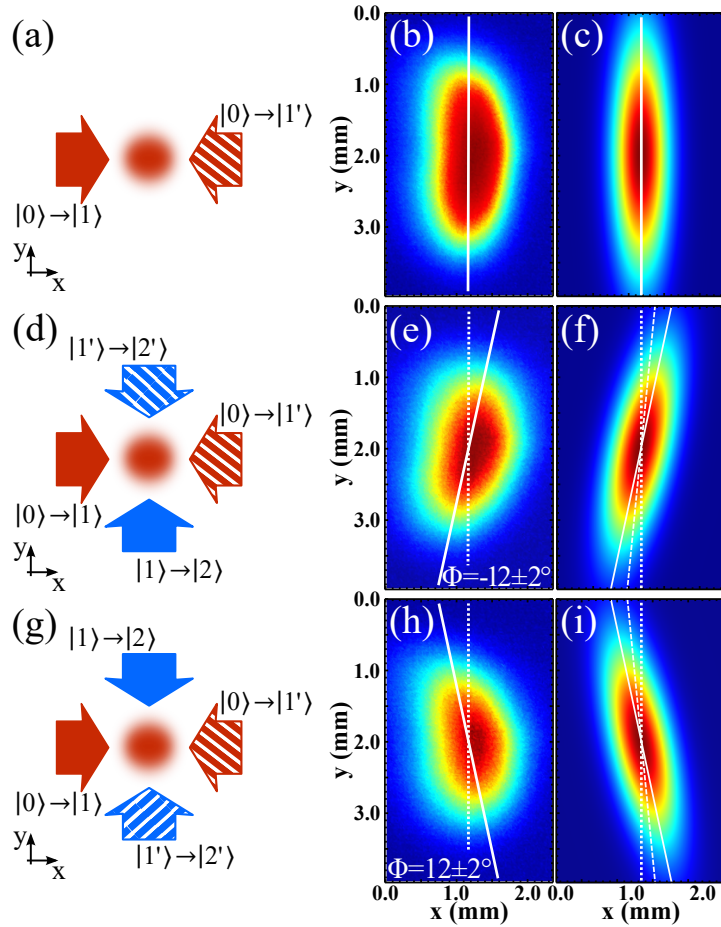 (a)
|0⟩→|1'⟩
|0⟩→|1⟩
y
x
(b)
(c)
0.0
1.0
2.0
3.0
y (mm)
(d)
|1'⟩→|2'⟩
|0⟩→|1'⟩
|0⟩→|1⟩
|1⟩→|2⟩
y
x
(e)
(f)
0.0
1.0
2.0
3.0
y (mm)
Φ=-12±2°
(g)
|1⟩→|2⟩
|0⟩→|1'⟩
|0⟩→|1⟩
|1'⟩→|2'⟩
y
x
(h)
(i)
0.0
1.0
2.0
3.0
y (mm)
Φ=12±2°
0.0 1.0 2.0 0.0 1.0 2.0
x (mm) x (mm)